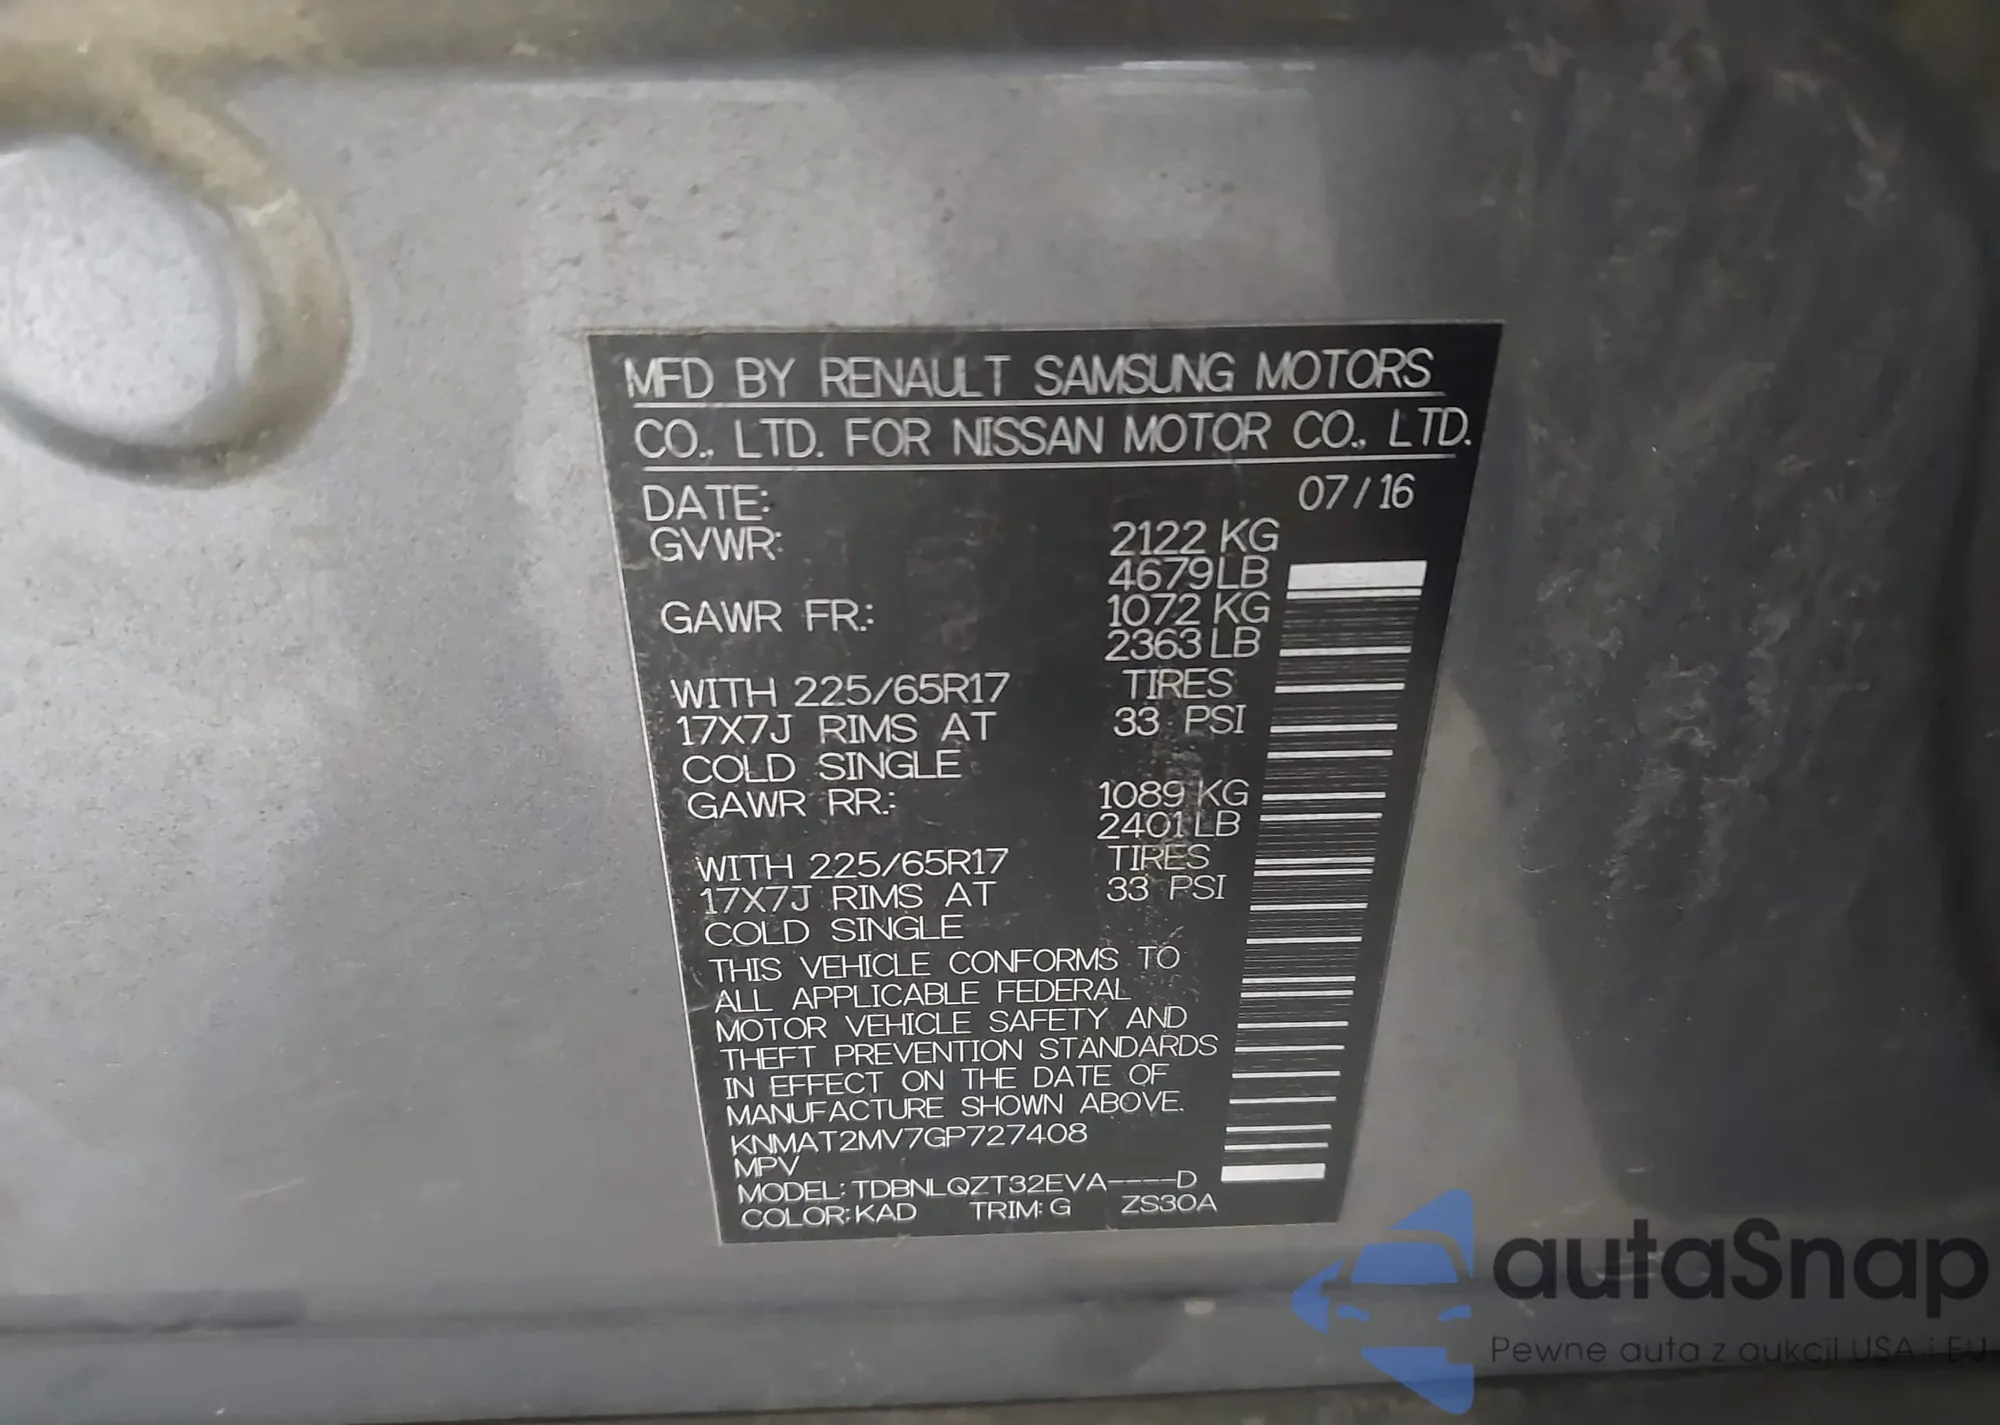 MFD BY RENAULT SAMSUNG MOTORS
CO., LTD. FOR NISSAN MOTOR CO., LTD.
DATE: 07/16
GVWR: 2122 KG
4679LB
GAWR FR.: 1072 KG
2363LB
WITH 225/65R17 TIRES
17X7J RIMS AT 33 PSI
COLD SINGLE
GAWR RR.: 1089 KG
2401LB
WITH 225/65R17 TIRES
17X7J RIMS AT 33 PSI
COLD SINGLE
THIS VEHICLE CONFORMS TO
ALL APPLICABLE FEDERAL
MOTOR VEHICLE SAFETY AND
THEFT PREVENTION STANDARDS
IN EFFECT ON THE DATE OF
MANUFACTURE SHOWN ABOVE.
KNMAT2MV7GP727408
MPV
MODEL: TDBNLQZT32EVA----D
COLOR:KAD TRIM:G ZS30A
autaSnap
Pewne auta z aukcji USA i EU